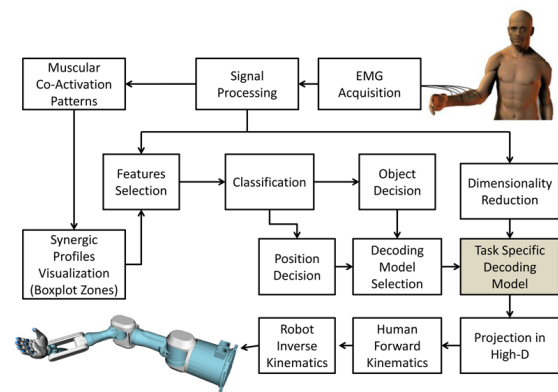 Muscular
Co-Activation
Patterns
Signal
Processing
EMG
Acquisition
Features
Selection
Classification
Object
Decision
Dimensionality
Reduction
Synergic
Profiles
Visualization
(Boxplot Zones)
Position
Decision
Decoding
Model
Selection
Task Specific
Decoding
Model
Robot
Inverse
Kinematics
Human
Forward
Kinematics
Projection in
High-D